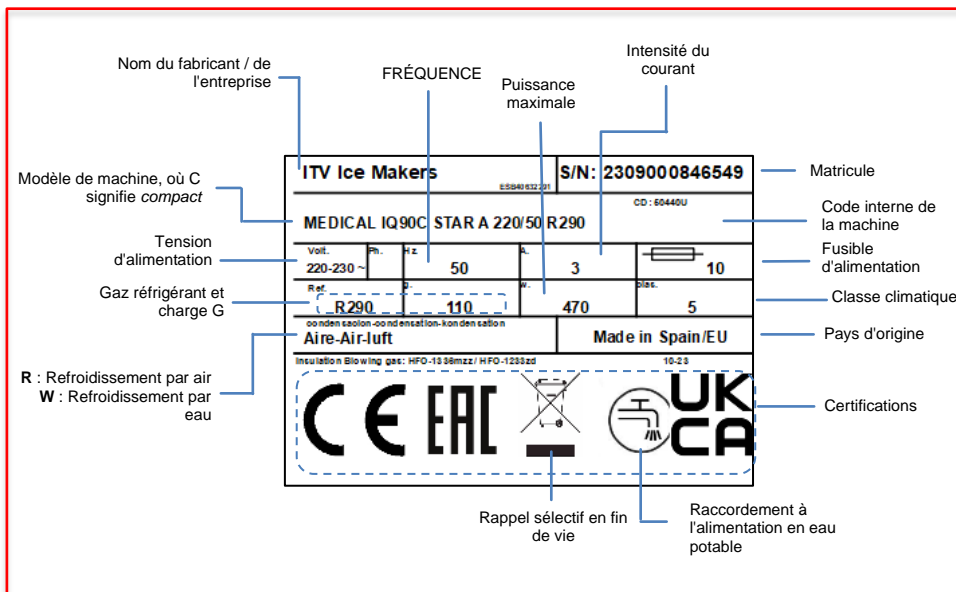 Nom du fabricant / de
l'entreprise
FRÉQUENCE
Puissance
maximale
Intensité du
courant
ITV Ice Makers
ESB40632791
S/N: 2309000846549
Matricule
Modèle de machine, où C
signifie compact
CD: 50440U
MEDICAL IQ90C STAR A 220/50 R290
Code interne de
la machine
Tension
d'alimentation
Volt.
Ph.
Hz.
A.
220-230 ~
50
3
10
Fusible
d'alimentation
Gaz réfrigérant et
charge G
Ref.
g.
w.
clas.
R290
110
470
5
Classe climatique
condensacion-condensation-kondensation
Aire-Air-luft
Made in Spain/EU
Pays d'origine
Insulation Blowing gas: HFO-1336mzz/ HFO-1233zd
10-23
R : Refroidissement par air
W : Refroidissement par
eau
CE
EAC
UK
CA
Certifications
Rappel sélectif en fin
de vie
Raccordement à
l'alimentation en eau
potable